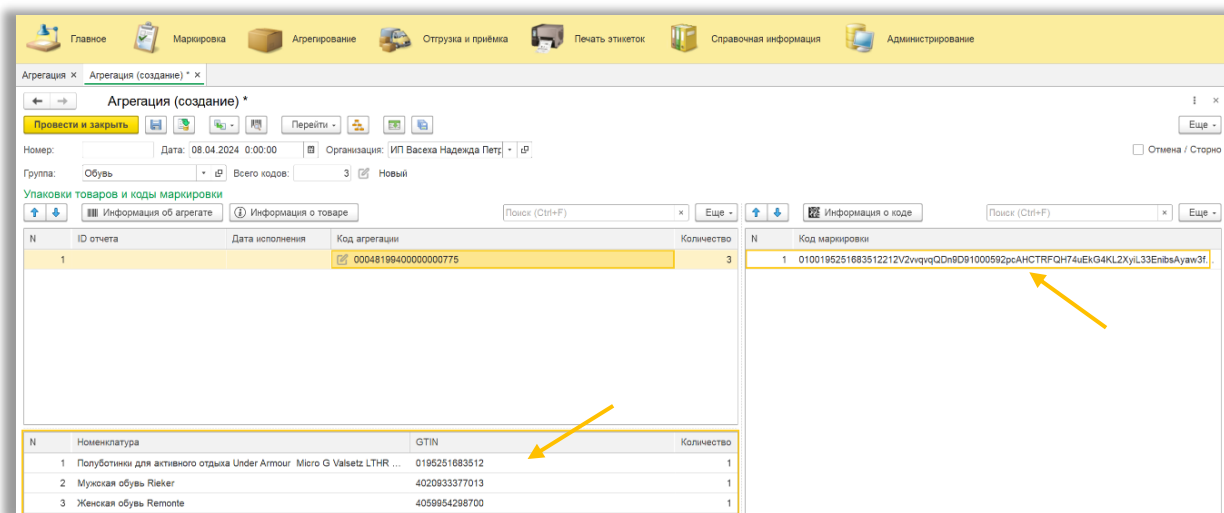 Главное Маркировка Агрегирование Отгрузка и приёмка Печать этикеток Справочная информация Администрирование
Агрегация × Агрегация (создание) * ×
Агрегация (создание) *
Провести и закрыть Перейти Еще
Номер: Дата: 08.04.2024 0:00:00 Организация: ИП Васеха Надежда Петр Отмена / Сторно
Группа: Обувь Всего кодов: 3 Новый
Упаковки товаров и коды маркировки
Информация об агрегате Информация о товаре Поиск (Ctrl+F) × Еще Информация о коде Поиск (Ctrl+F) × Еще
N ID отчета Дата исполнения Код агрегации Количество N Код маркировки
1 00048199400000000775 3 1 0100195251683512212V2vvqvqQDn9D91000592pcAHCTRFQH74uEkG4KL2XyiL33EnibsAyaw3f...
N Номенклатура GTIN Количество
1 Полуботинки для активного отдыха Under Armour Micro G Valsetz LTHR ... 0195251683512 1
2 Мужская обувь Rieker 4020933377013 1
3 Женская обувь Remonte 4059954298700 1